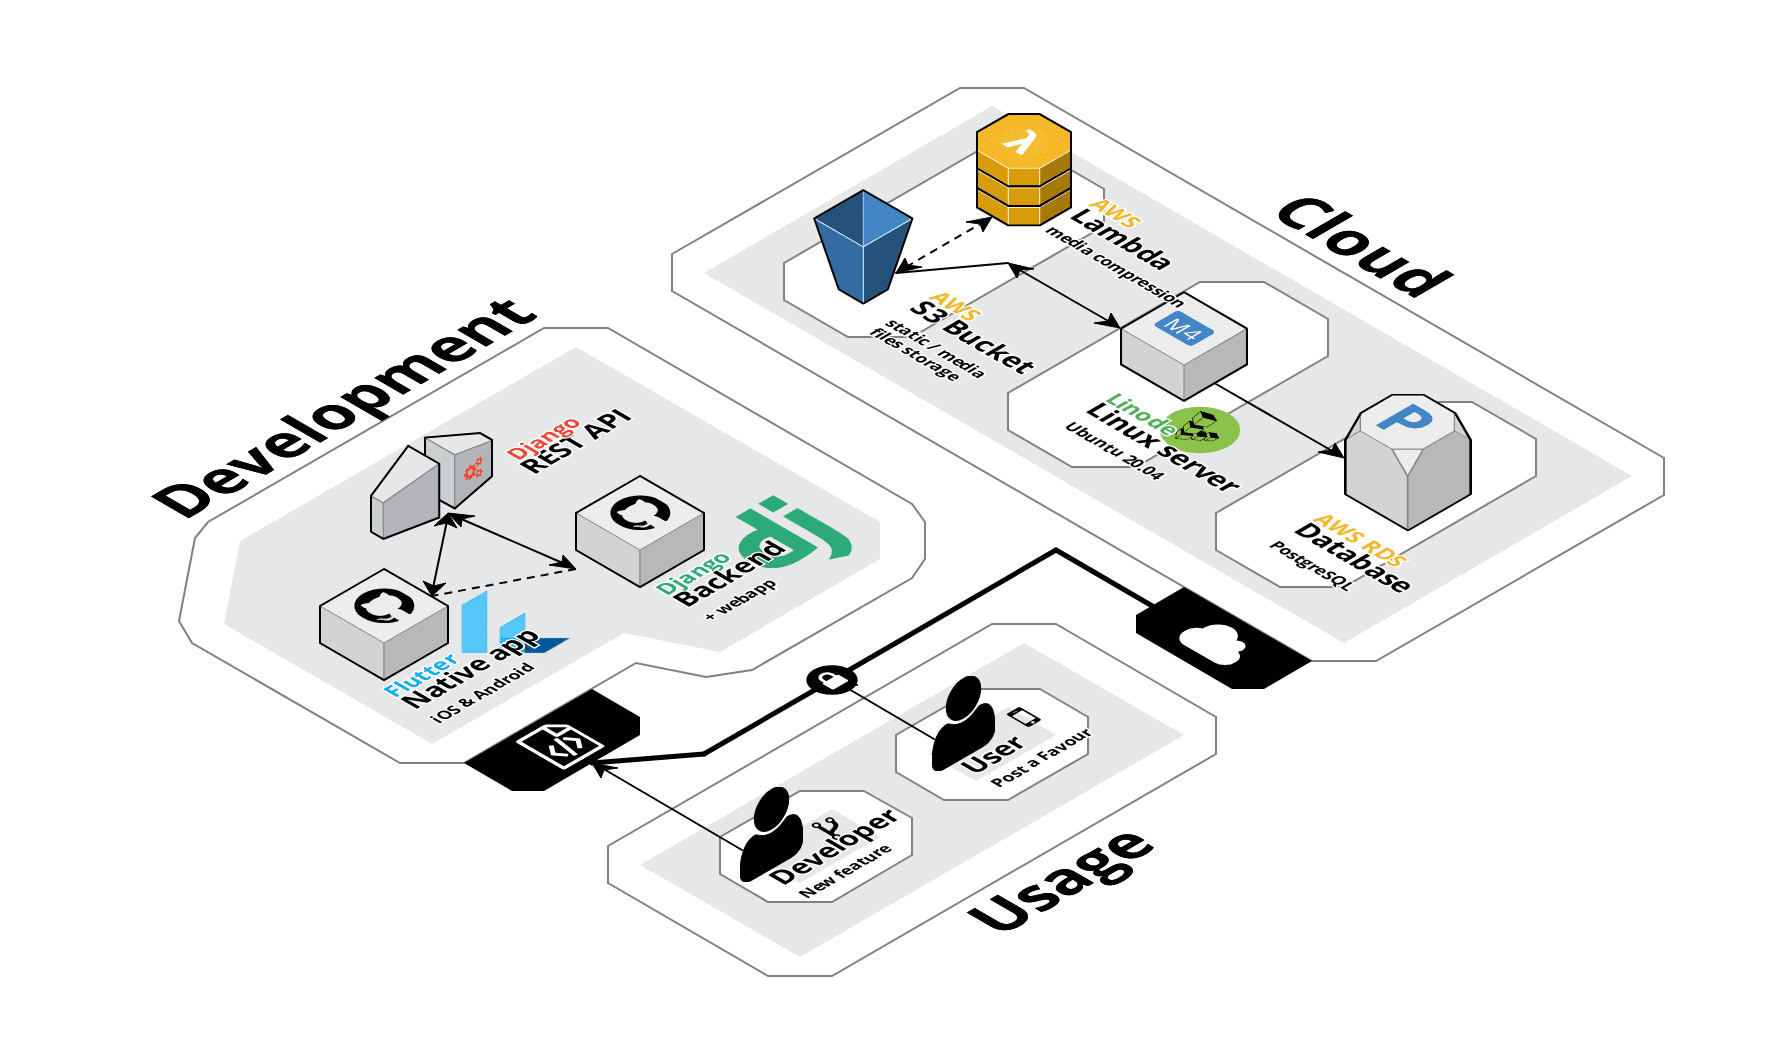 Cloud
AWS
Lambda
media compression
AWS
S3 Bucket
static / media
files storage
M4
Linode
Linux server
Ubuntu 20.04
P
AWS RDS
Database
PostgreSQL
Development
Django
REST API
dj
Django
Backend
+ webapp
Flutter
Native app
iOS & Android
</>
User
Post a Favour
Developer
New feature
Usage